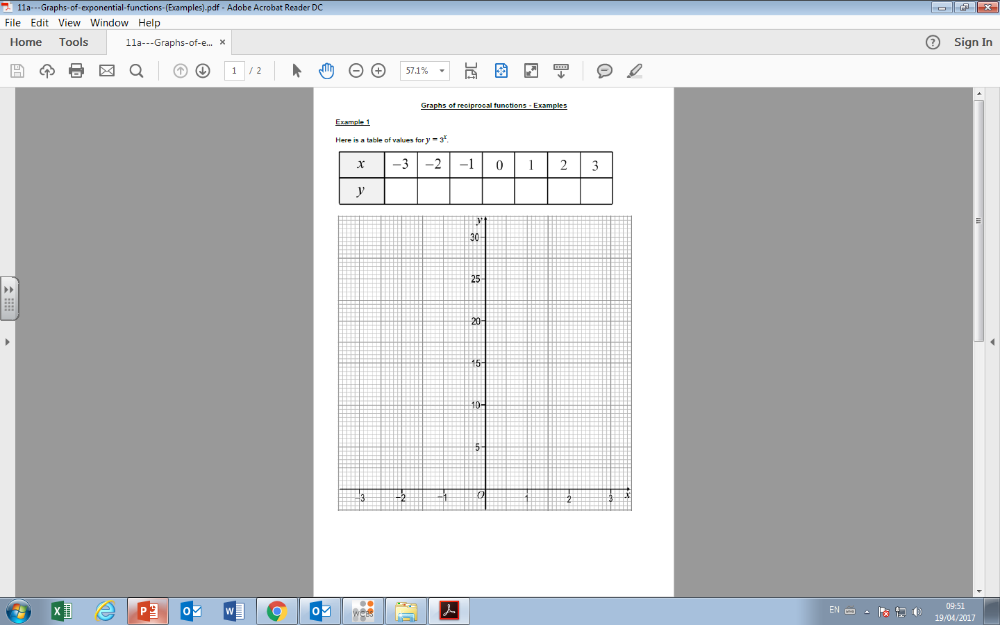 11a---Graphs-of-exponential-functions-(Examples).pdf - Adobe Acrobat Reader DC
File Edit View Window Help
Home Tools 11a---Graphs-of-e... × ? Sign In
1 / 2 57.1%
Graphs of reciprocal functions - Examples
Example 1
Here is a table of values for y = 3ˣ.
x −3 −2 −1 0 1 2 3
y
y
30
25
20
15
10
5
−3 −2 −1 O 1 2 3 x
EN 09:51
19/04/2017
WCBS